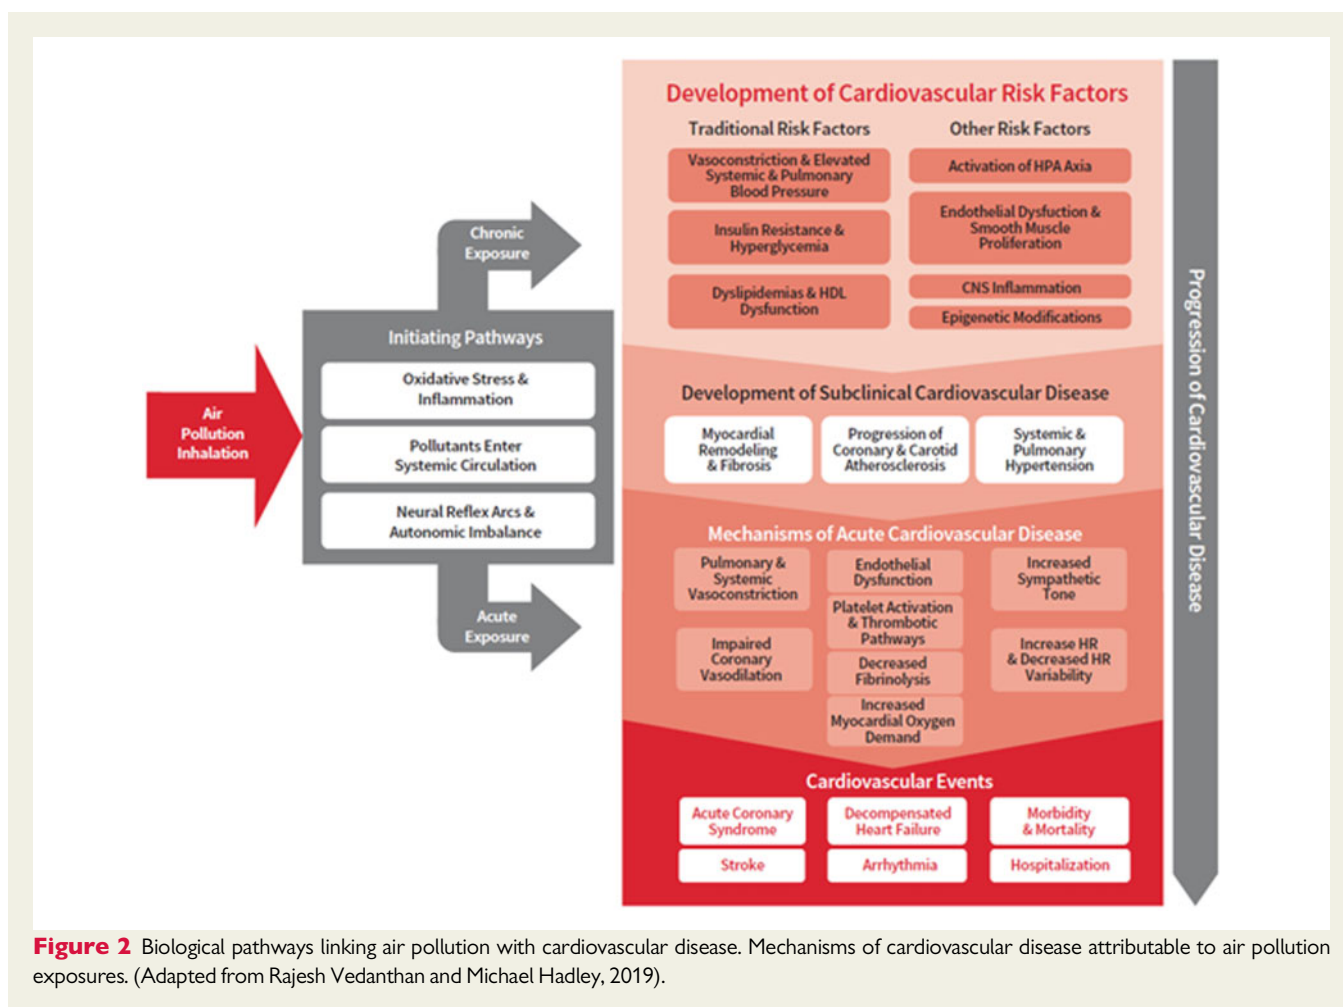 Air
Pollution
Inhalation
Chronic
Exposure
Initiating Pathways
Oxidative Stress &
Inflammation
Pollutants Enter
Systemic Circulation
Neural Reflex Arcs &
Autonomic Imbalance
Acute
Exposure
Development of Cardiovascular Risk Factors
Traditional Risk Factors
Vasoconstriction & Elevated
Systemic & Pulmonary
Blood Pressure
Insulin Resistance &
Hyperglycemia
Dyslipidemias & HDL
Dysfunction
Other Risk Factors
Activation of HPA Axia
Endothelial Dysfuction &
Smooth Muscle
Proliferation
CNS Inflammation
Epigenetic Modifications
Development of Subclinical Cardiovascular Disease
Myocardial
Remodeling
& Fibrosis
Progression of
Coronary & Carotid
Atherosclerosis
Systemic &
Pulmonary
Hypertension
Mechanisms of Acute Cardiovascular Disease
Pulmonary &
Systemic
Vasoconstriction
Impaired
Coronary
Vasodilation
Endothelial
Dysfunction
Platelet Activation
& Thrombotic
Pathways
Decreased
Fibrinolysis
Increased
Myocardial Oxygen
Demand
Increased
Sympathetic
Tone
Increase HR
& Decreased HR
Variability
Cardiovascular Events
Acute Coronary
Syndrome
Decompensated
Heart Failure
Morbidity
& Mortality
Stroke
Arrhythmia
Hospitalization
Progression of Cardiovascular Disease
Figure 2 Biological pathways linking air pollution with cardiovascular disease. Mechanisms of cardiovascular disease attributable to air pollution
exposures. (Adapted from Rajesh Vedanthan and Michael Hadley, 2019).